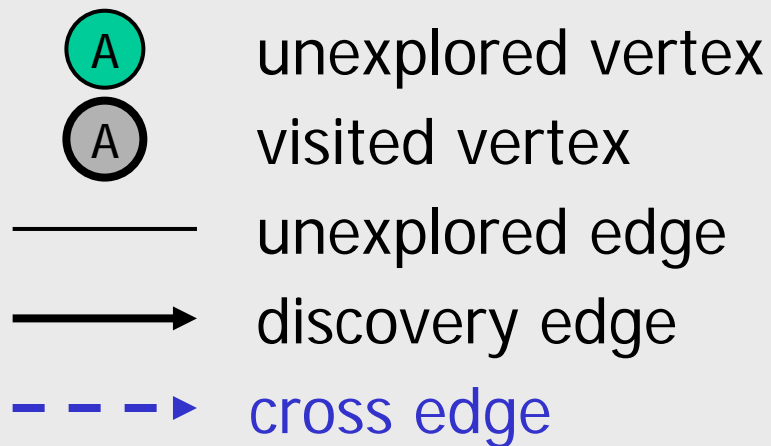 A unexplored vertex
A visited vertex
unexplored edge
discovery edge
cross edge